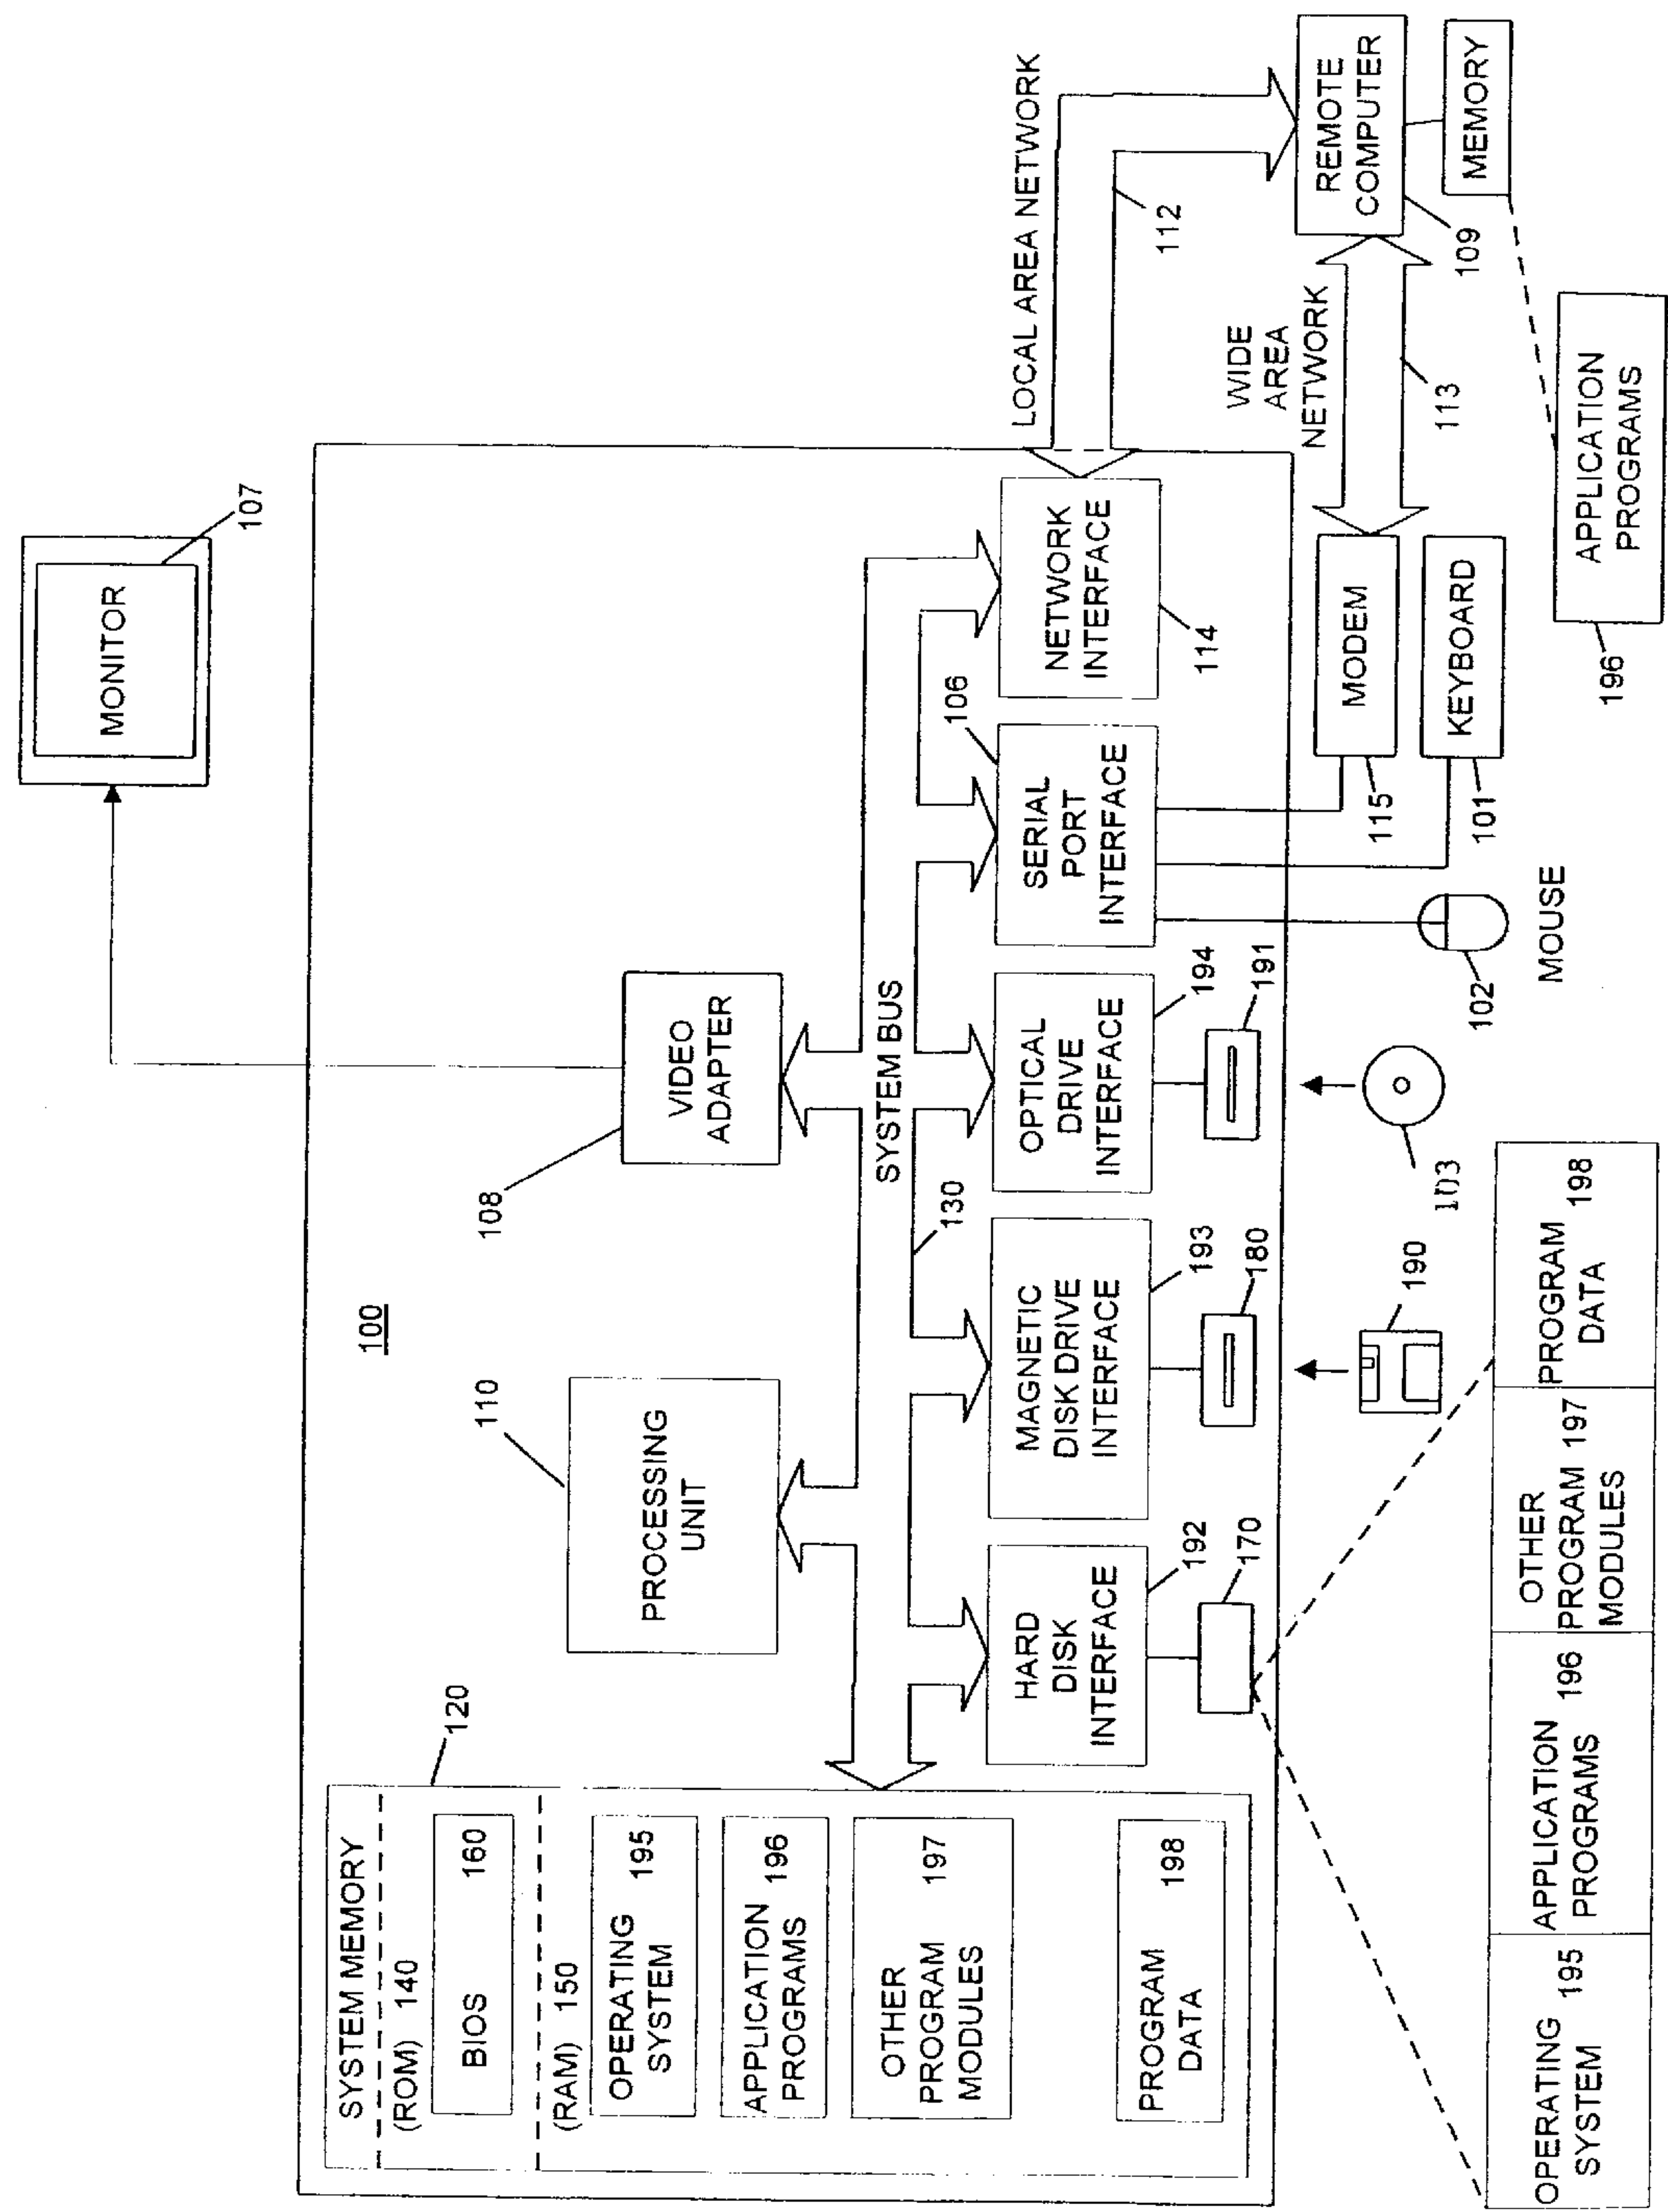 100
MONITOR
107
SYSTEM MEMORY
120
(ROM) 140
BIOS 160
(RAM) 150
OPERATING
SYSTEM
195
APPLICATION
PROGRAMS
196
OTHER
PROGRAM
MODULES
197
PROGRAM
DATA
198
110
PROCESSING
UNIT
108
VIDEO
ADAPTER
SYSTEM BUS
130
HARD
DISK
INTERFACE
192
170
MAGNETIC
DISK DRIVE
INTERFACE
193
180
OPTICAL
DRIVE
INTERFACE
194
191
SERIAL
PORT
INTERFACE
106
NETWORK
INTERFACE
114
LOCAL AREA NETWORK
112
WIDE
AREA
NETWORK
113
REMOTE
COMPUTER
109
MEMORY
MODEM
115
KEYBOARD
101
102
MOUSE
1D3
190
APPLICATION
PROGRAMS
196
OPERATING
SYSTEM
195
APPLICATION
PROGRAMS
196
OTHER
PROGRAM
MODULES
197
PROGRAM
DATA
198